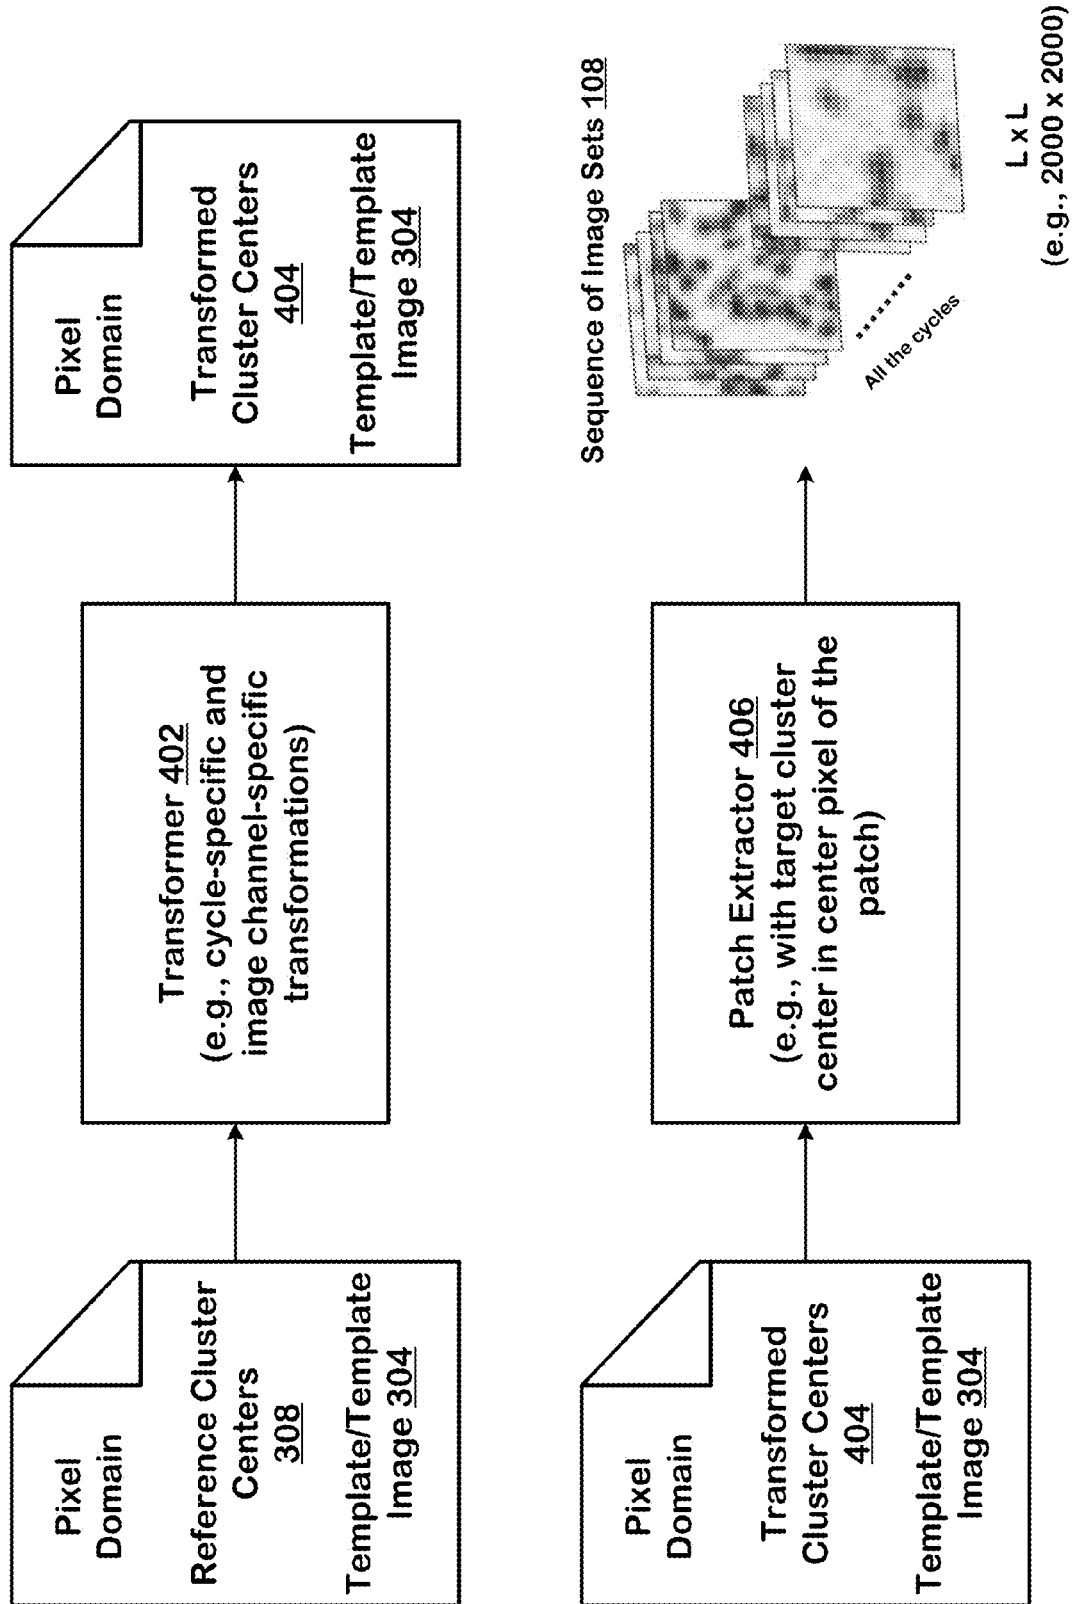 Pixel
Domain
Reference Cluster
Centers
308
Template/Template
Image 304
Transformer 402
(e.g., cycle-specific and
image channel-specific
transformations)
Pixel
Domain
Transformed
Cluster Centers
404
Template/Template
Image 304
Pixel
Domain
Transformed
Cluster Centers
404
Template/Template
Image 304
Patch Extractor 406
(e.g., with target cluster
center in center pixel of the
patch)
Sequence of Image Sets 108
All the cycles
L x L
(e.g., 2000 x 2000)